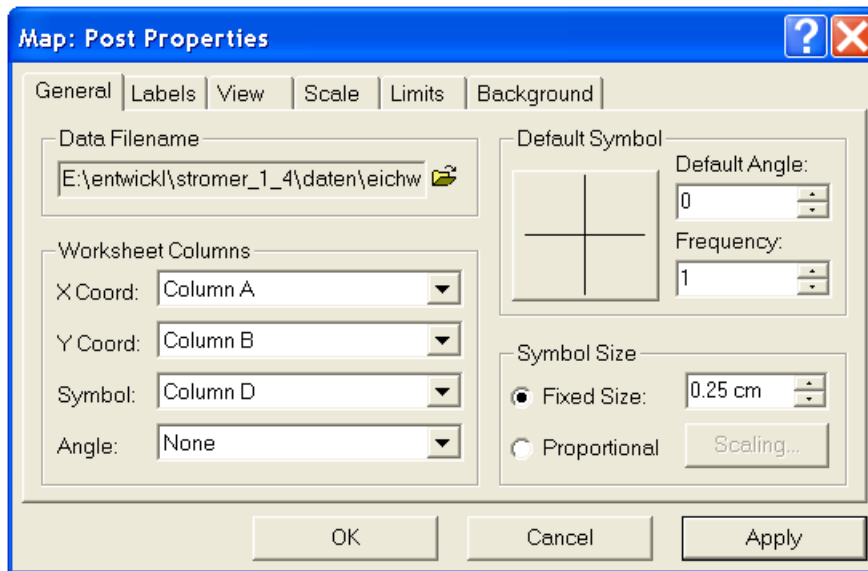 Map: Post Properties
General Labels View Scale Limits Background
Data Filename
E:\entwickl\stromer_1_4\daten\eichw
Worksheet Columns
X Coord: Column A
Y Coord: Column B
Symbol: Column D
Angle: None
Default Symbol
Default Angle:
0
Frequency:
1
Symbol Size
Fixed Size: 0.25 cm
Proportional Scaling...
OK Cancel Apply